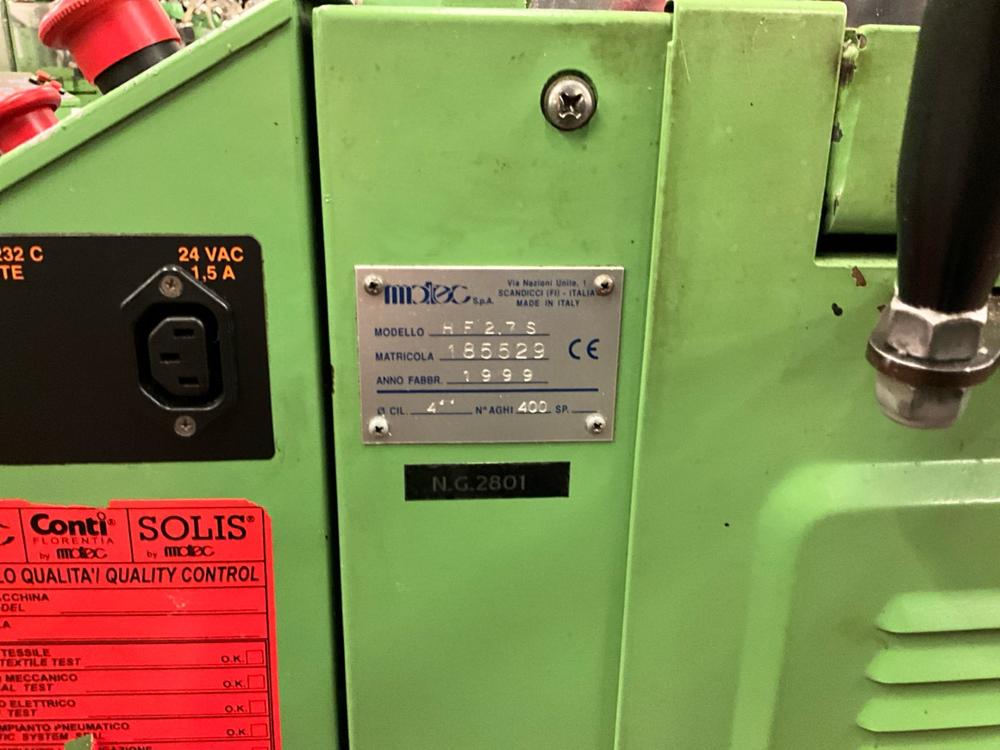 232 C
TE
24 VAC
1,5 A
matec S.p.A.
Via Nazioni Unite, 1
SCANDICCI (FI) - ITALIA
MADE IN ITALY
MODELLO HF 2.7 S
MATRICOLA 185529
CE
ANNO FABBR. 1999
Ø CIL. 4'' N° AGHI 400 SP.
N.G.2801
Conti® SOLIS®
FLORENTIA
by matec by matec
LO QUALITA'/ QUALITY CONTROL
ACCHINA
DEL
LA
TESSILE O.K.
TEXTILE TEST
MECCANICO O.K.
AL TEST
O ELETTRICO O.K.
TEST
MPIANTO PNEUMATICO O.K.
TIC SYSTEM